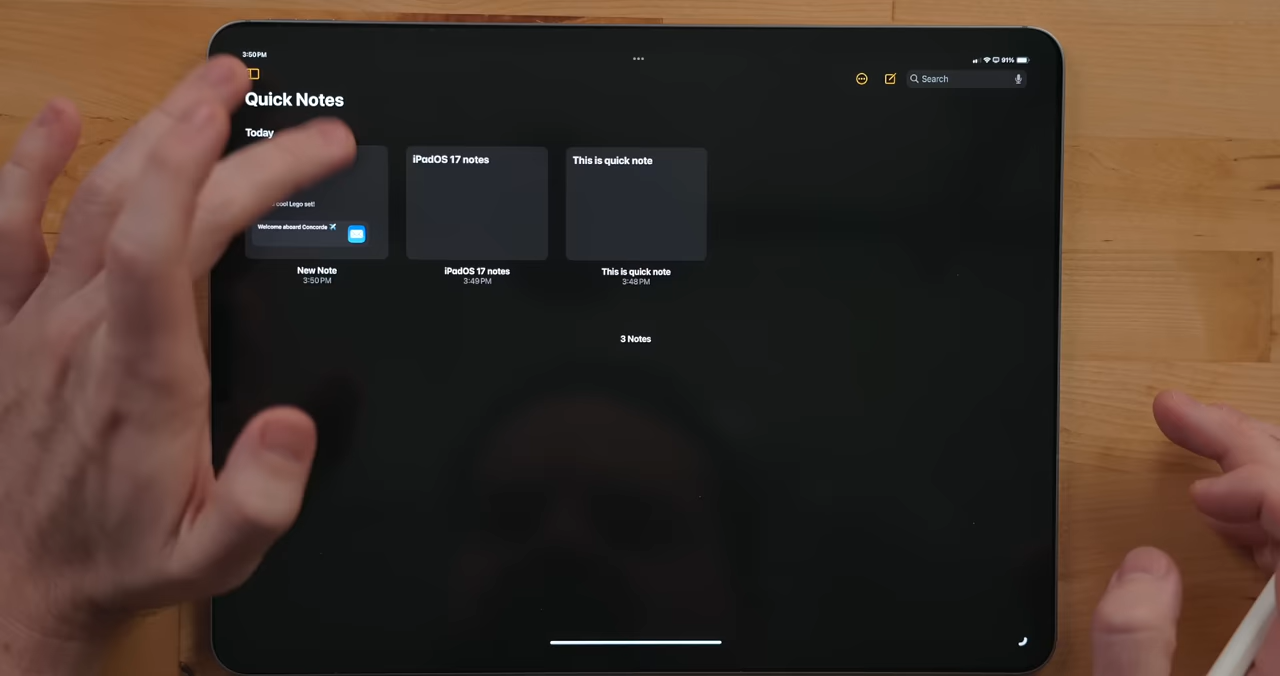 3:50 PM
91%
Search
Quick Notes
Today
cool Lego set!
Welcome aboard Concorde ✈️
iPadOS 17 notes
This is quick note
New Note
3:50 PM
iPadOS 17 notes
3:49 PM
This is quick note
3:48 PM
3 Notes